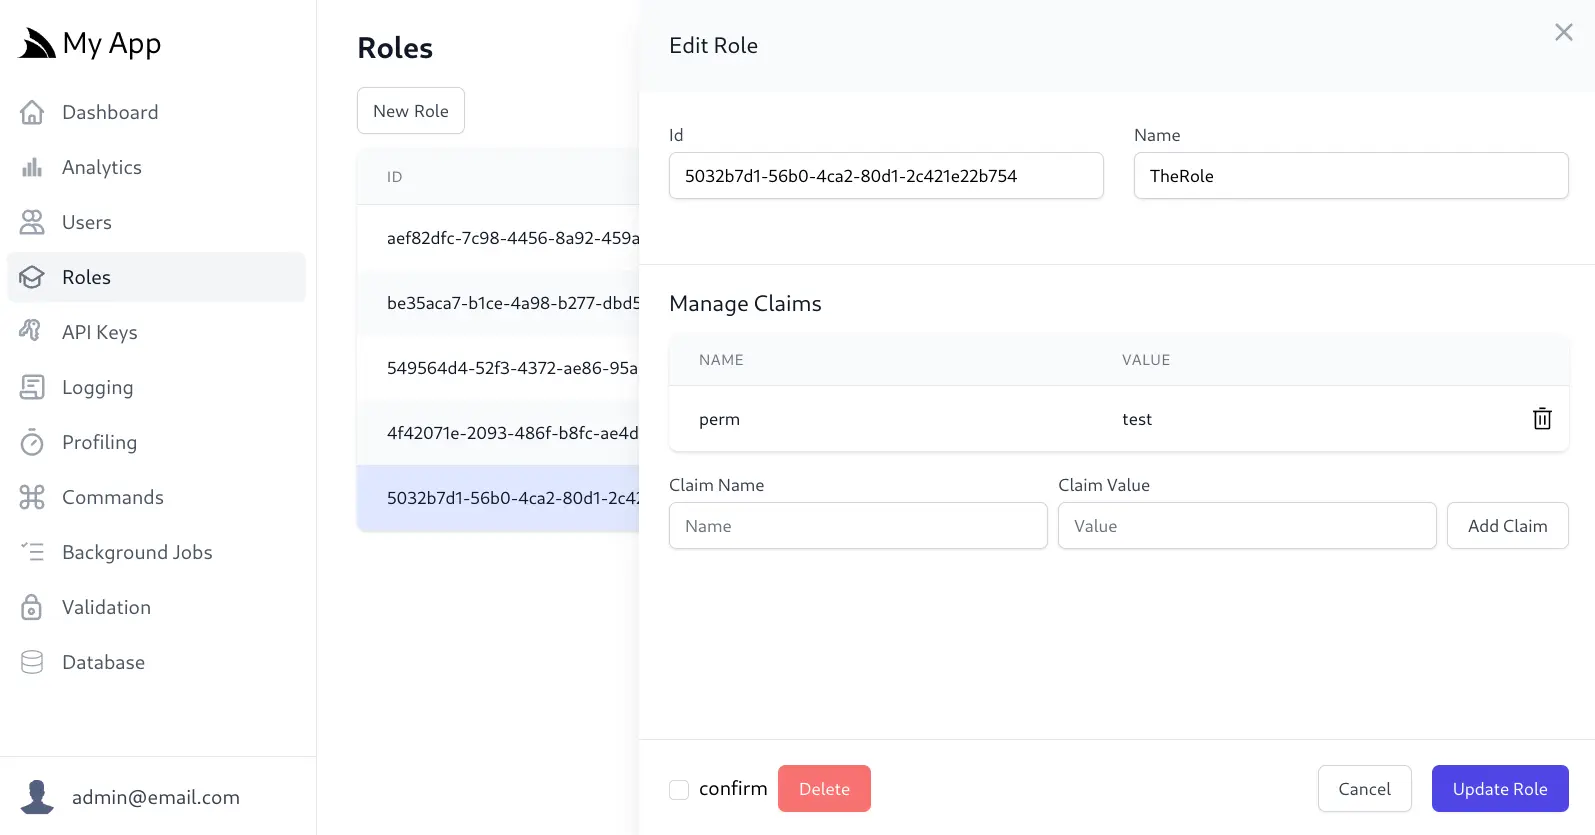 My App
Dashboard
Analytics
Users
Roles
API Keys
Logging
Profiling
Commands
Background Jobs
Validation
Database
admin@email.com
Roles
New Role
ID
aef82dfc-7c98-4456-8a92-459a
be35aca7-b1ce-4a98-b277-dbd5
549564d4-52f3-4372-ae86-95a
4f42071e-2093-486f-b8fc-ae4d
5032b7d1-56b0-4ca2-80d1-2c42
Edit Role
Id
Name
5032b7d1-56b0-4ca2-80d1-2c421e22b754
TheRole
Manage Claims
NAME VALUE
perm test
Claim Name
Claim Value
Name
Value
Add Claim
confirm
Delete
Cancel
Update Role